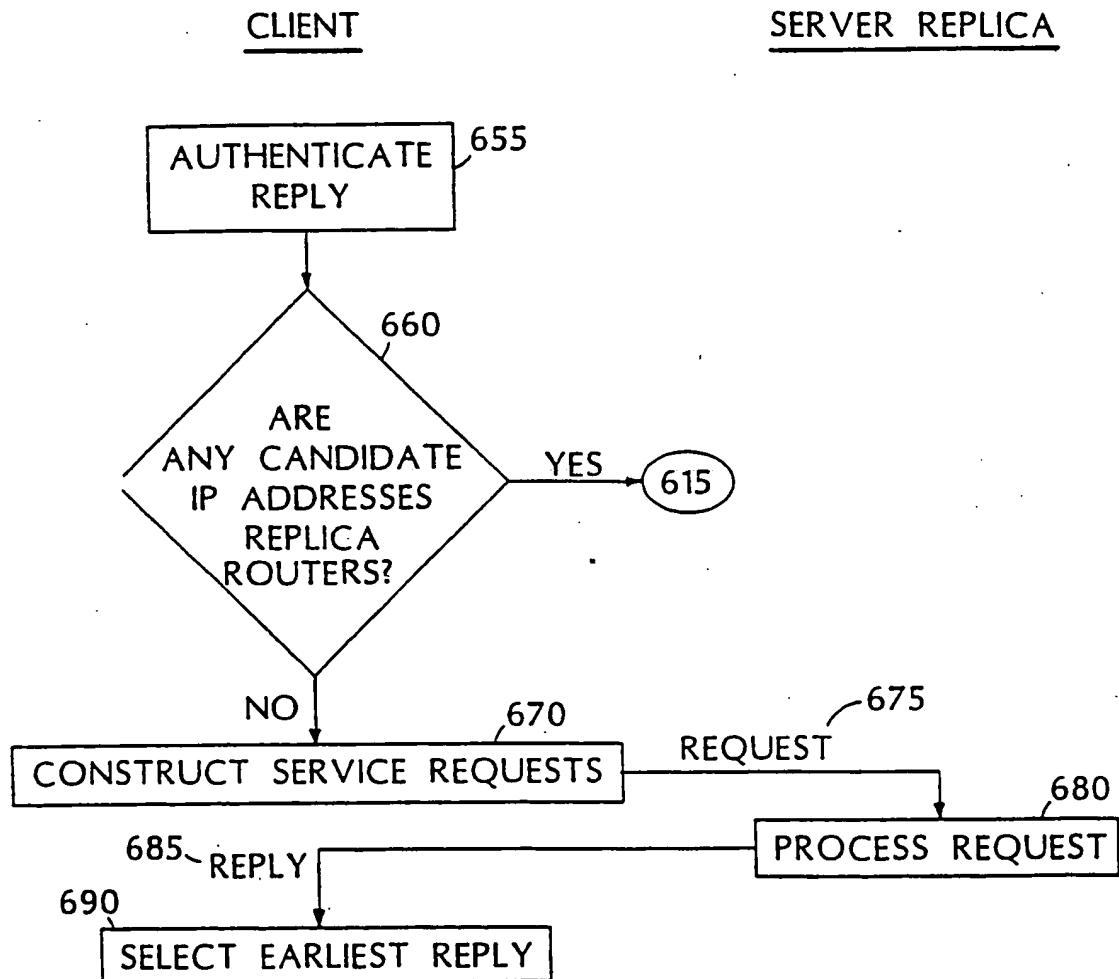 CLIENT
SERVER REPLICA
655
AUTHENTICATE
REPLY
660
ARE
ANY CANDIDATE
IP ADDRESSES
REPLICA
ROUTERS?
YES
615
NO
670
675
CONSTRUCT SERVICE REQUESTS
REQUEST
680
PROCESS REQUEST
685
REPLY
690
SELECT EARLIEST REPLY